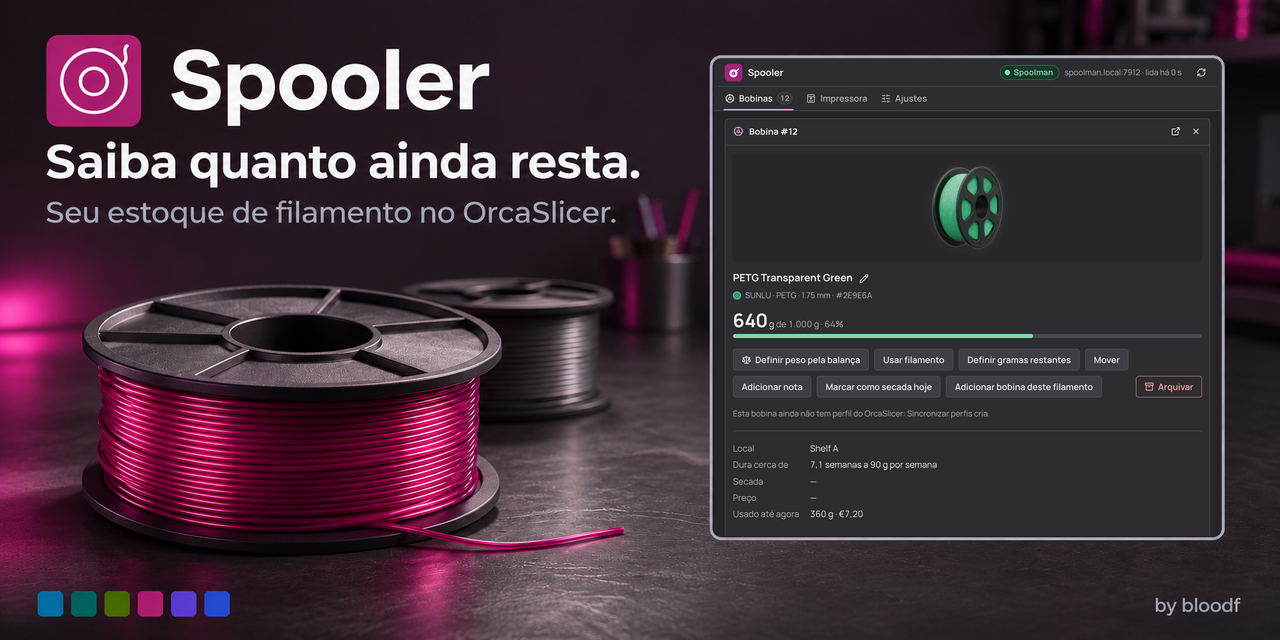 Spooler
Saiba quanto ainda resta.
Seu estoque de filamento no OrcaSlicer.
Spooler
Spoolman spoolman.local:7912 · lida há 0 s
Bobinas 12 Impressora Ajustes
Bobina #12
PETG Transparent Green
SUNLU · PETG · 1.75 mm · #2E9E6A
640 g de 1.000 g · 64%
Definir peso pela balança Usar filamento Definir gramas restantes Mover
Adicionar nota Marcar como secada hoje Adicionar bobina deste filamento Arquivar
Esta bobina ainda não tem perfil do OrcaSlicer: Sincronizar perfis cria.
Local Shelf A
Dura cerca de 7,1 semanas a 90 g por semana
Secada —
Preço —
Usado até agora 360 g · €7,20
by bloodf